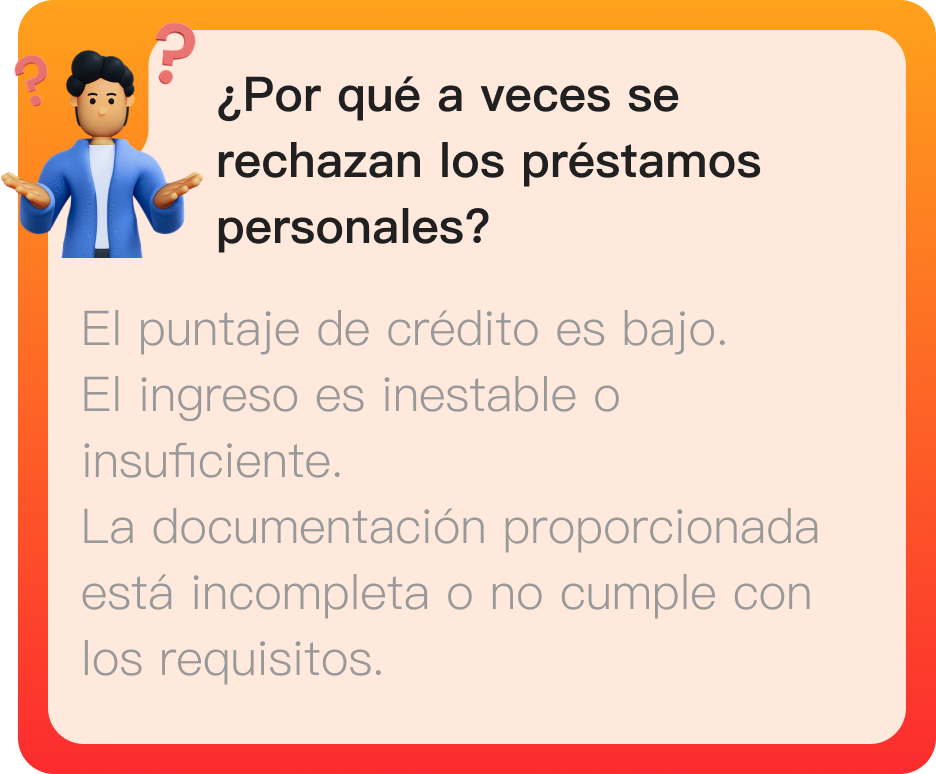 ¿Por qué a veces se
rechazan los préstamos
personales?
El puntaje de crédito es bajo.
El ingreso es inestable o
insuficiente.
La documentación proporcionada
está incompleta o no cumple con
los requisitos.